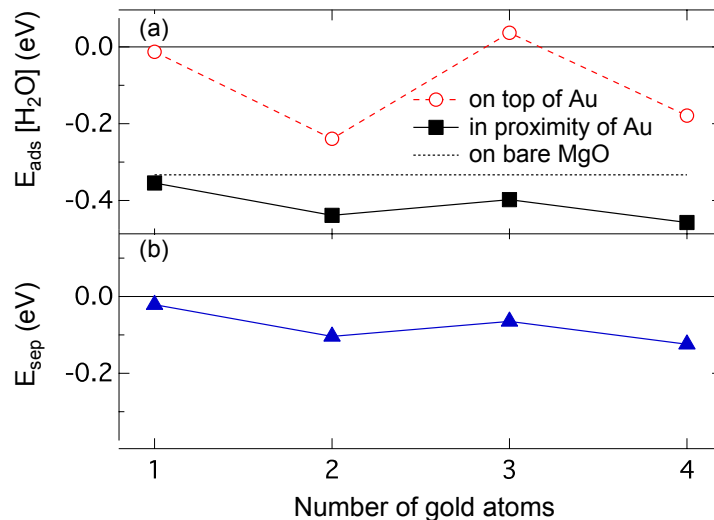 (a)
E_ads [H₂O] (eV)
0.0
-0.2
-0.4
on top of Au
in proximity of Au
on bare MgO
(b)
E_sep (eV)
0.0
-0.2
1 2 3 4
Number of gold atoms